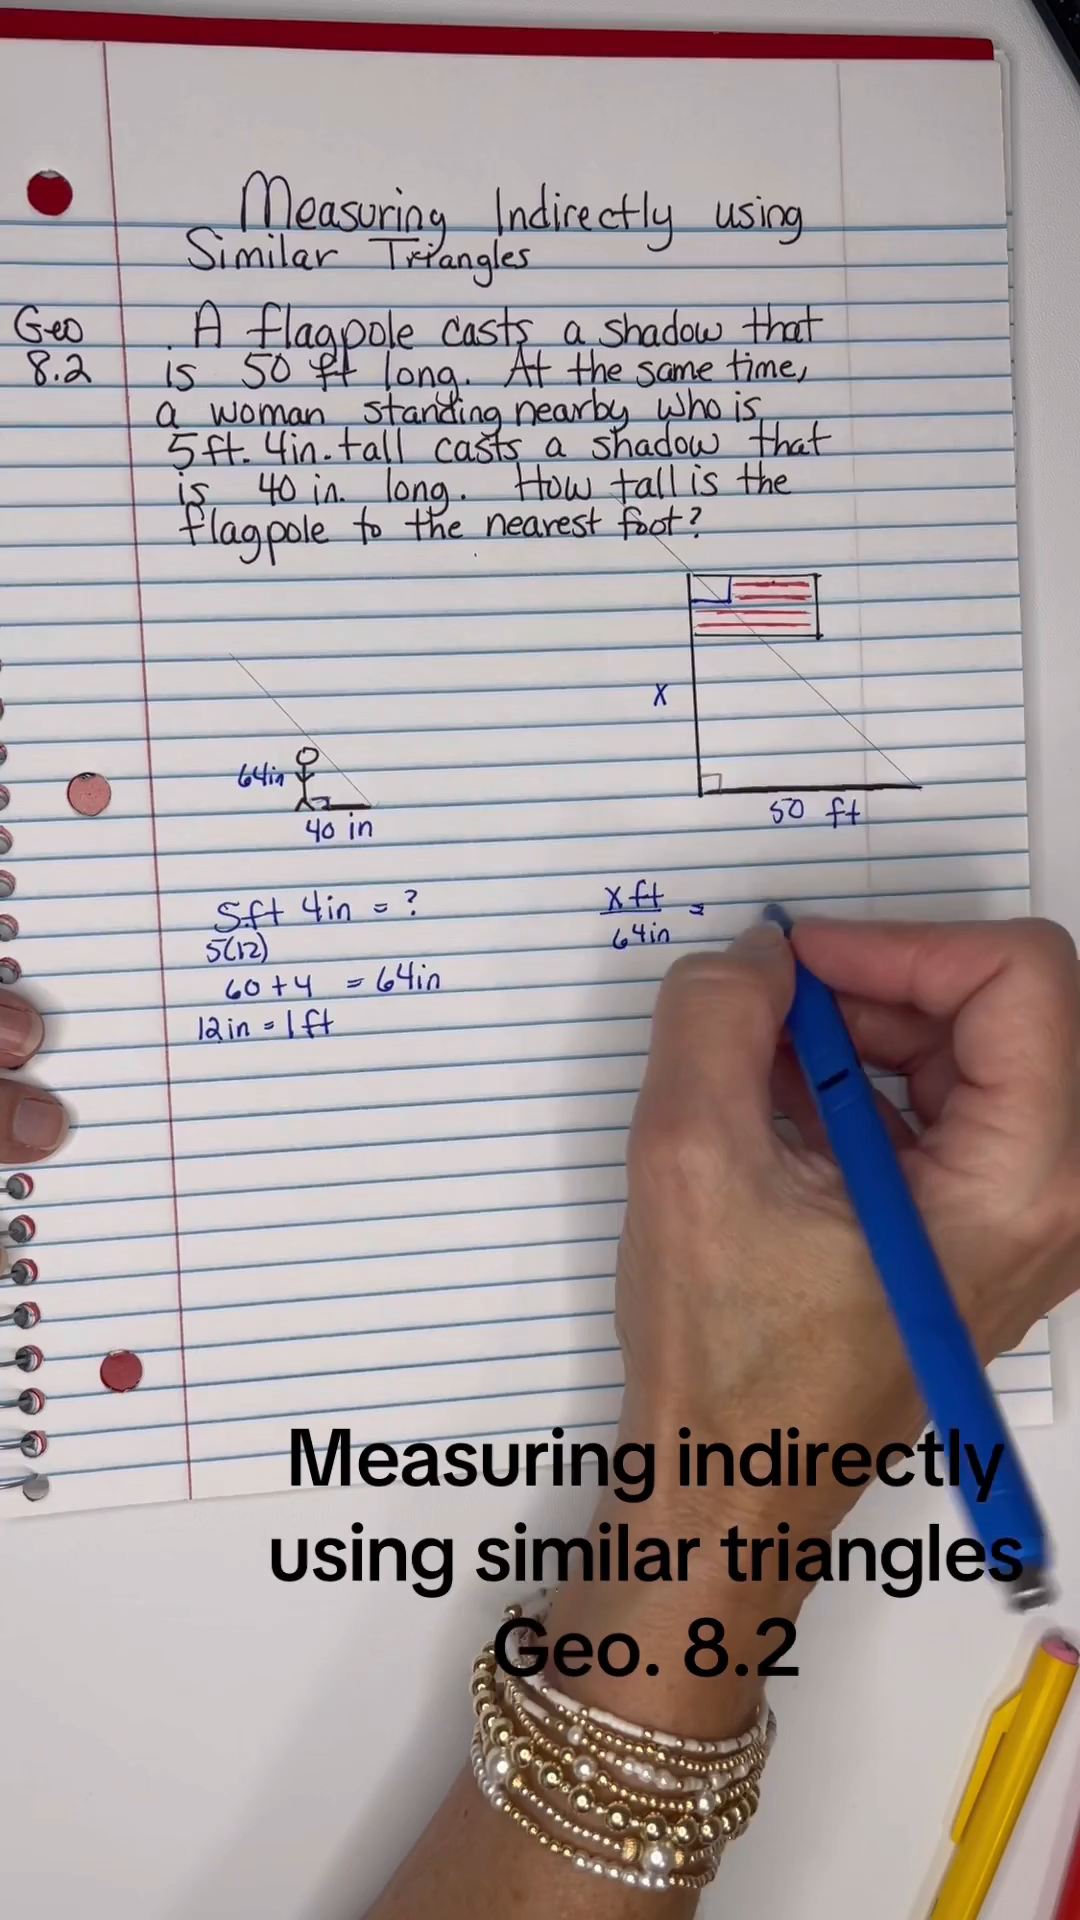 Measuring Indirectly using
Similar Triangles
Geo
8.2
A flagpole casts a shadow that
is 50 ft long. At the same time,
a woman standing nearby who is
5ft. 4in. tall casts a shadow that
is 40 in. long. How tall is the
flagpole to the nearest foot?
64in
40 in
x
50 ft
5ft 4in = ?
5(12)
60 + 4 = 64in
12in = 1ft
x ft
64in
=
Measuring indirectly
using similar triangles
Geo. 8.2